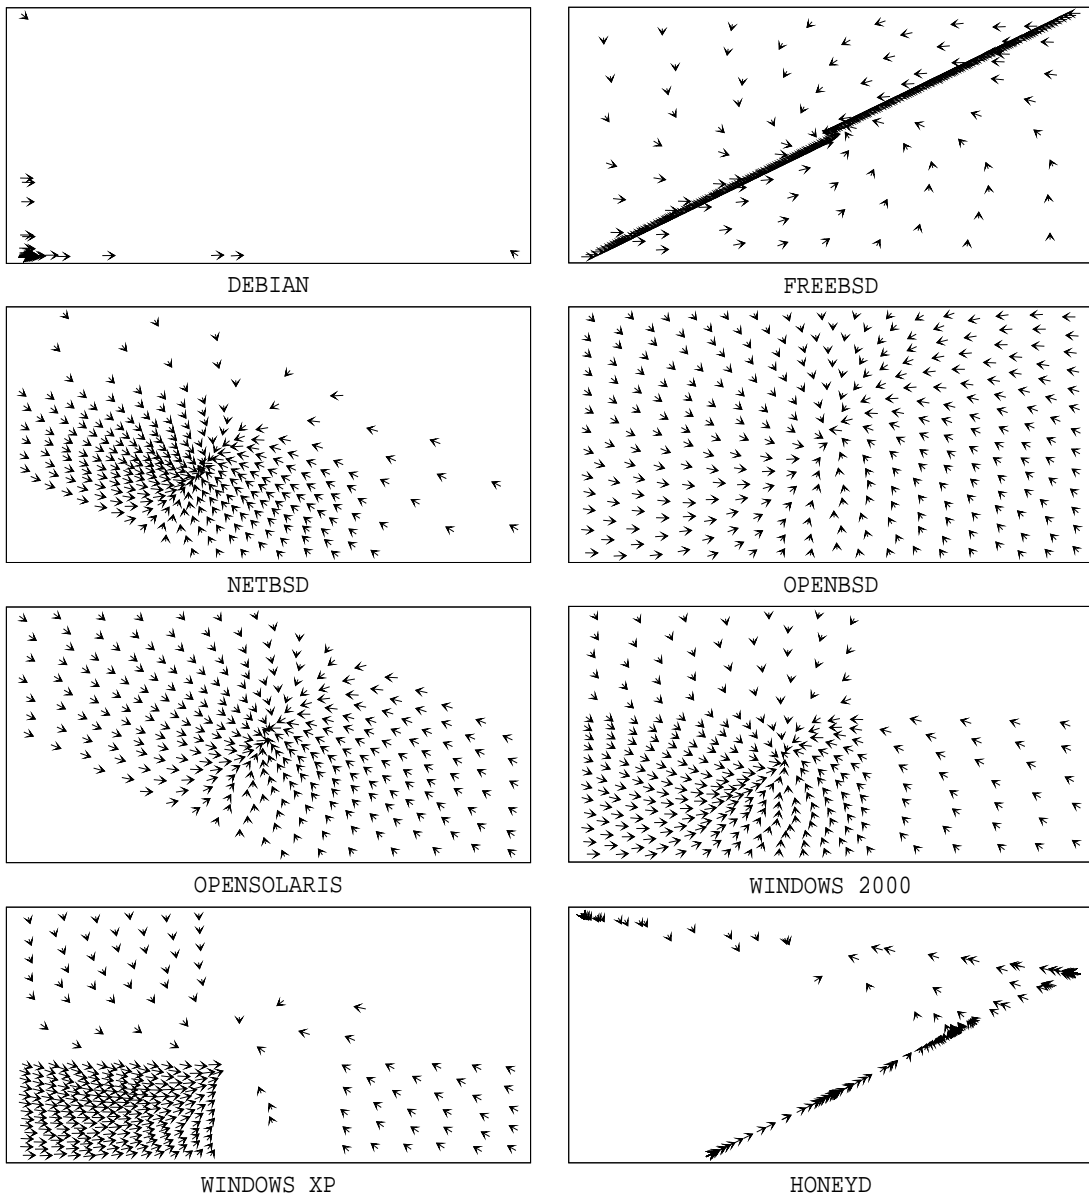 DEBIAN
FREEBSD
NETBSD
OPENBSD
OPENSOLARIS
WINDOWS 2000
WINDOWS XP
HONEYD